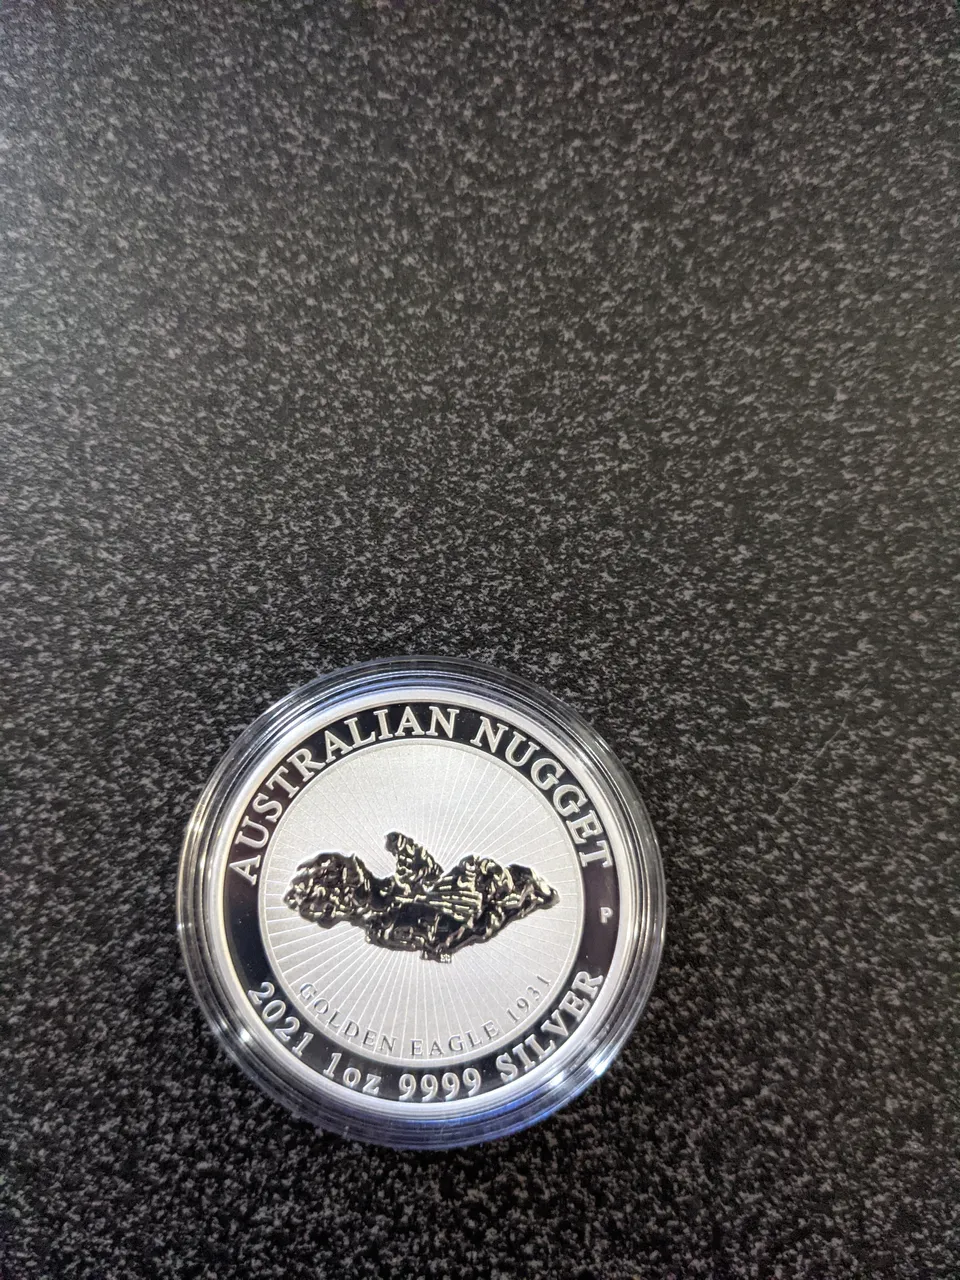 AUSTRALIAN NUGGET
P
GOLDEN EAGLE 1931
2021 1oz 9999 SILVER